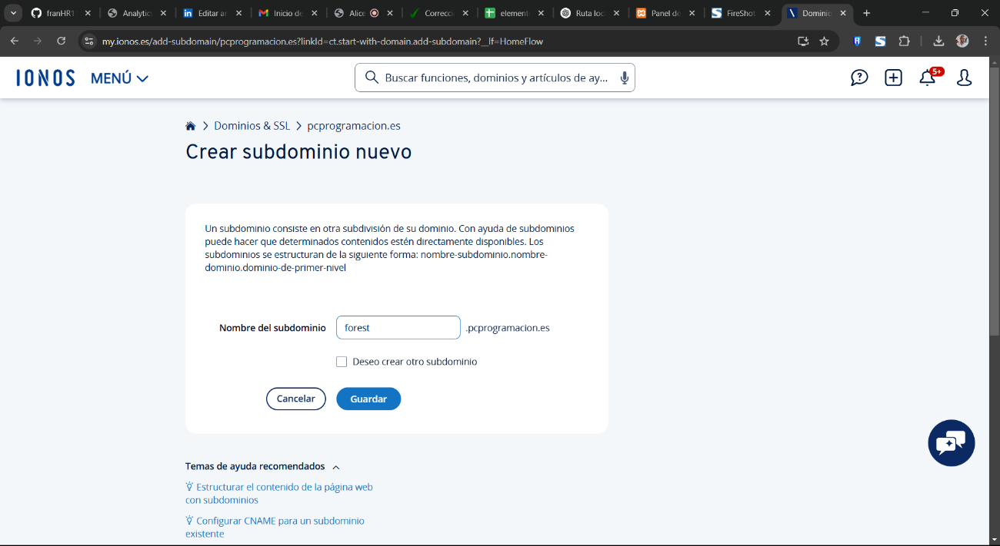 franHR1
Analytic
Editar ar
Inicio de
Alice
Correcci
element
Ruta loc
Panel de
FireShot
Dominio
my.ionos.es/add-subdomain/pcprogramacion.es?linkId=ct.start-with-domain.add-subdomain?__lf=HomeFlow
IONOS MENÚ
Buscar funciones, dominios y artículos de ay...
5+
Dominios & SSL
pcprogramacion.es
Crear subdominio nuevo
Un subdominio consiste en otra subdivisión de su dominio. Con ayuda de subdominios
puede hacer que determinados contenidos estén directamente disponibles. Los
subdominios se estructuran de la siguiente forma: nombre-subdominio.nombre-
dominio.dominio-de-primer-nivel
Nombre del subdominio forest .pcprogramacion.es
Deseo crear otro subdominio
Cancelar Guardar
Temas de ayuda recomendados
Estructurar el contenido de la página web
con subdominios
Configurar CNAME para un subdominio
existente